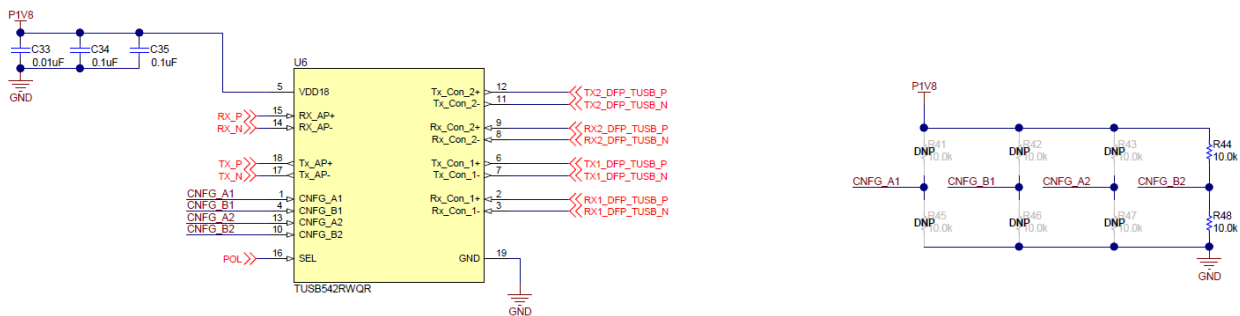 P1V8
C33
0.01uF
C34
0.1uF
C35
0.1uF
GND
U6
5
VDD18
15
RX_AP+
14
RX_AP-
18
Tx_AP+
17
Tx_AP-
1
CNFG_A1
4
CNFG_B1
13
CNFG_A2
10
CNFG_B2
16
SEL
RX_P
RX_N
TX_P
TX_N
CNFG_A1
CNFG_B1
CNFG_A2
CNFG_B2
POL
Tx_Con_2+
12
TX2_DFP_TUSB_P
Tx_Con_2-
11
TX2_DFP_TUSB_N
Rx_Con_2+
9
RX2_DFP_TUSB_P
Rx_Con_2-
8
RX2_DFP_TUSB_N
Tx_Con_1+
6
TX1_DFP_TUSB_P
Tx_Con_1-
7
TX1_DFP_TUSB_N
Rx_Con_1+
2
RX1_DFP_TUSB_P
Rx_Con_1-
3
RX1_DFP_TUSB_N
GND
19
GND
TUSB542RWQR
P1V8
R41
DNP
10.0k
R42
DNP
10.0k
R43
DNP
10.0k
R44
10.0k
CNFG_A1
CNFG_B1
CNFG_A2
CNFG_B2
R45
DNP
10.0k
R46
DNP
10.0k
R47
DNP
10.0k
R48
10.0k
GND